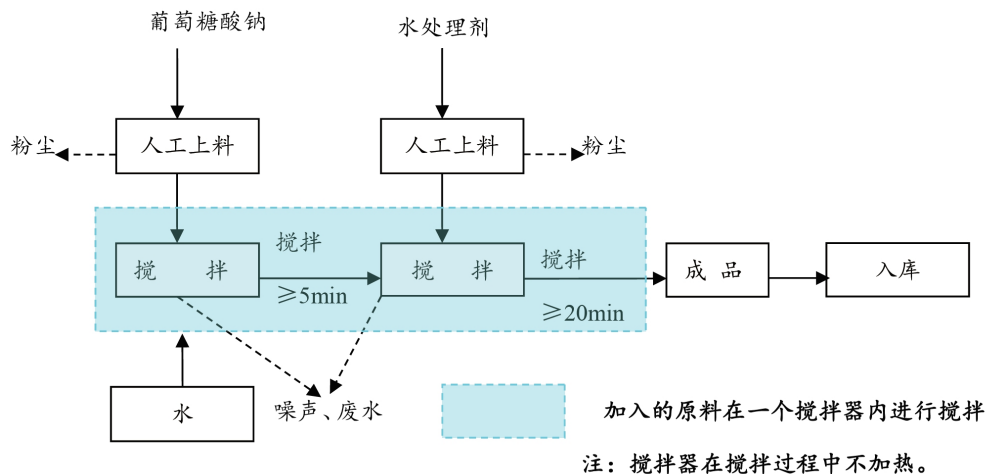 葡萄糖酸钠
水处理剂
粉尘
人工上料
人工上料
粉尘
搅 拌
搅拌
≥5min
搅 拌
搅拌
≥20min
成 品
入库
水
噪声、废水
加入的原料在一个搅拌器内进行搅拌
注：搅拌器在搅拌过程中不加热。